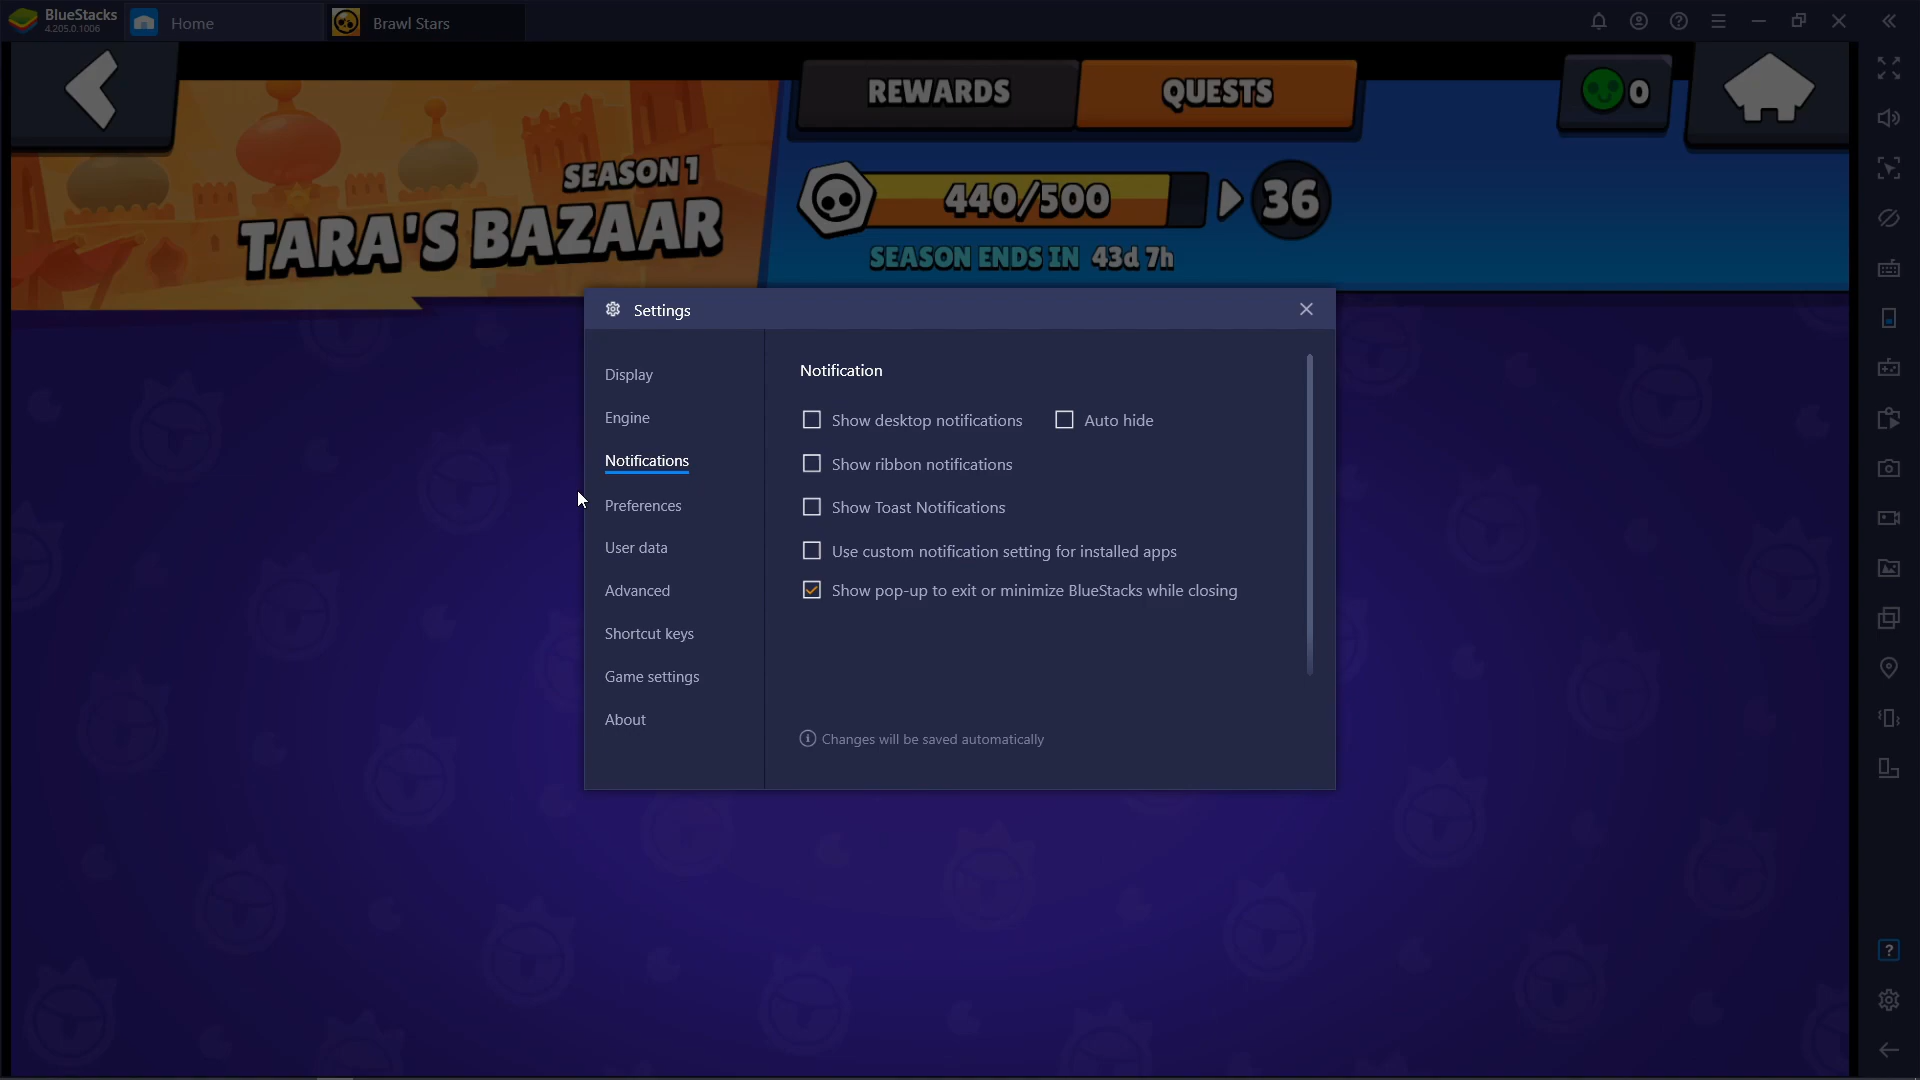 BlueStacks
4.205.0.1006
Home
Brawl Stars
REWARDS
QUESTS
0
SEASON 1
TARA'S BAZAAR
440/500
36
SEASON ENDS IN 43d 7h
Settings
Display
Engine
Notifications
Preferences
User data
Advanced
Shortcut keys
Game settings
About
Notification
Show desktop notifications
Auto hide
Show ribbon notifications
Show Toast Notifications
Use custom notification setting for installed apps
Show pop-up to exit or minimize BlueStacks while closing
Changes will be saved automatically